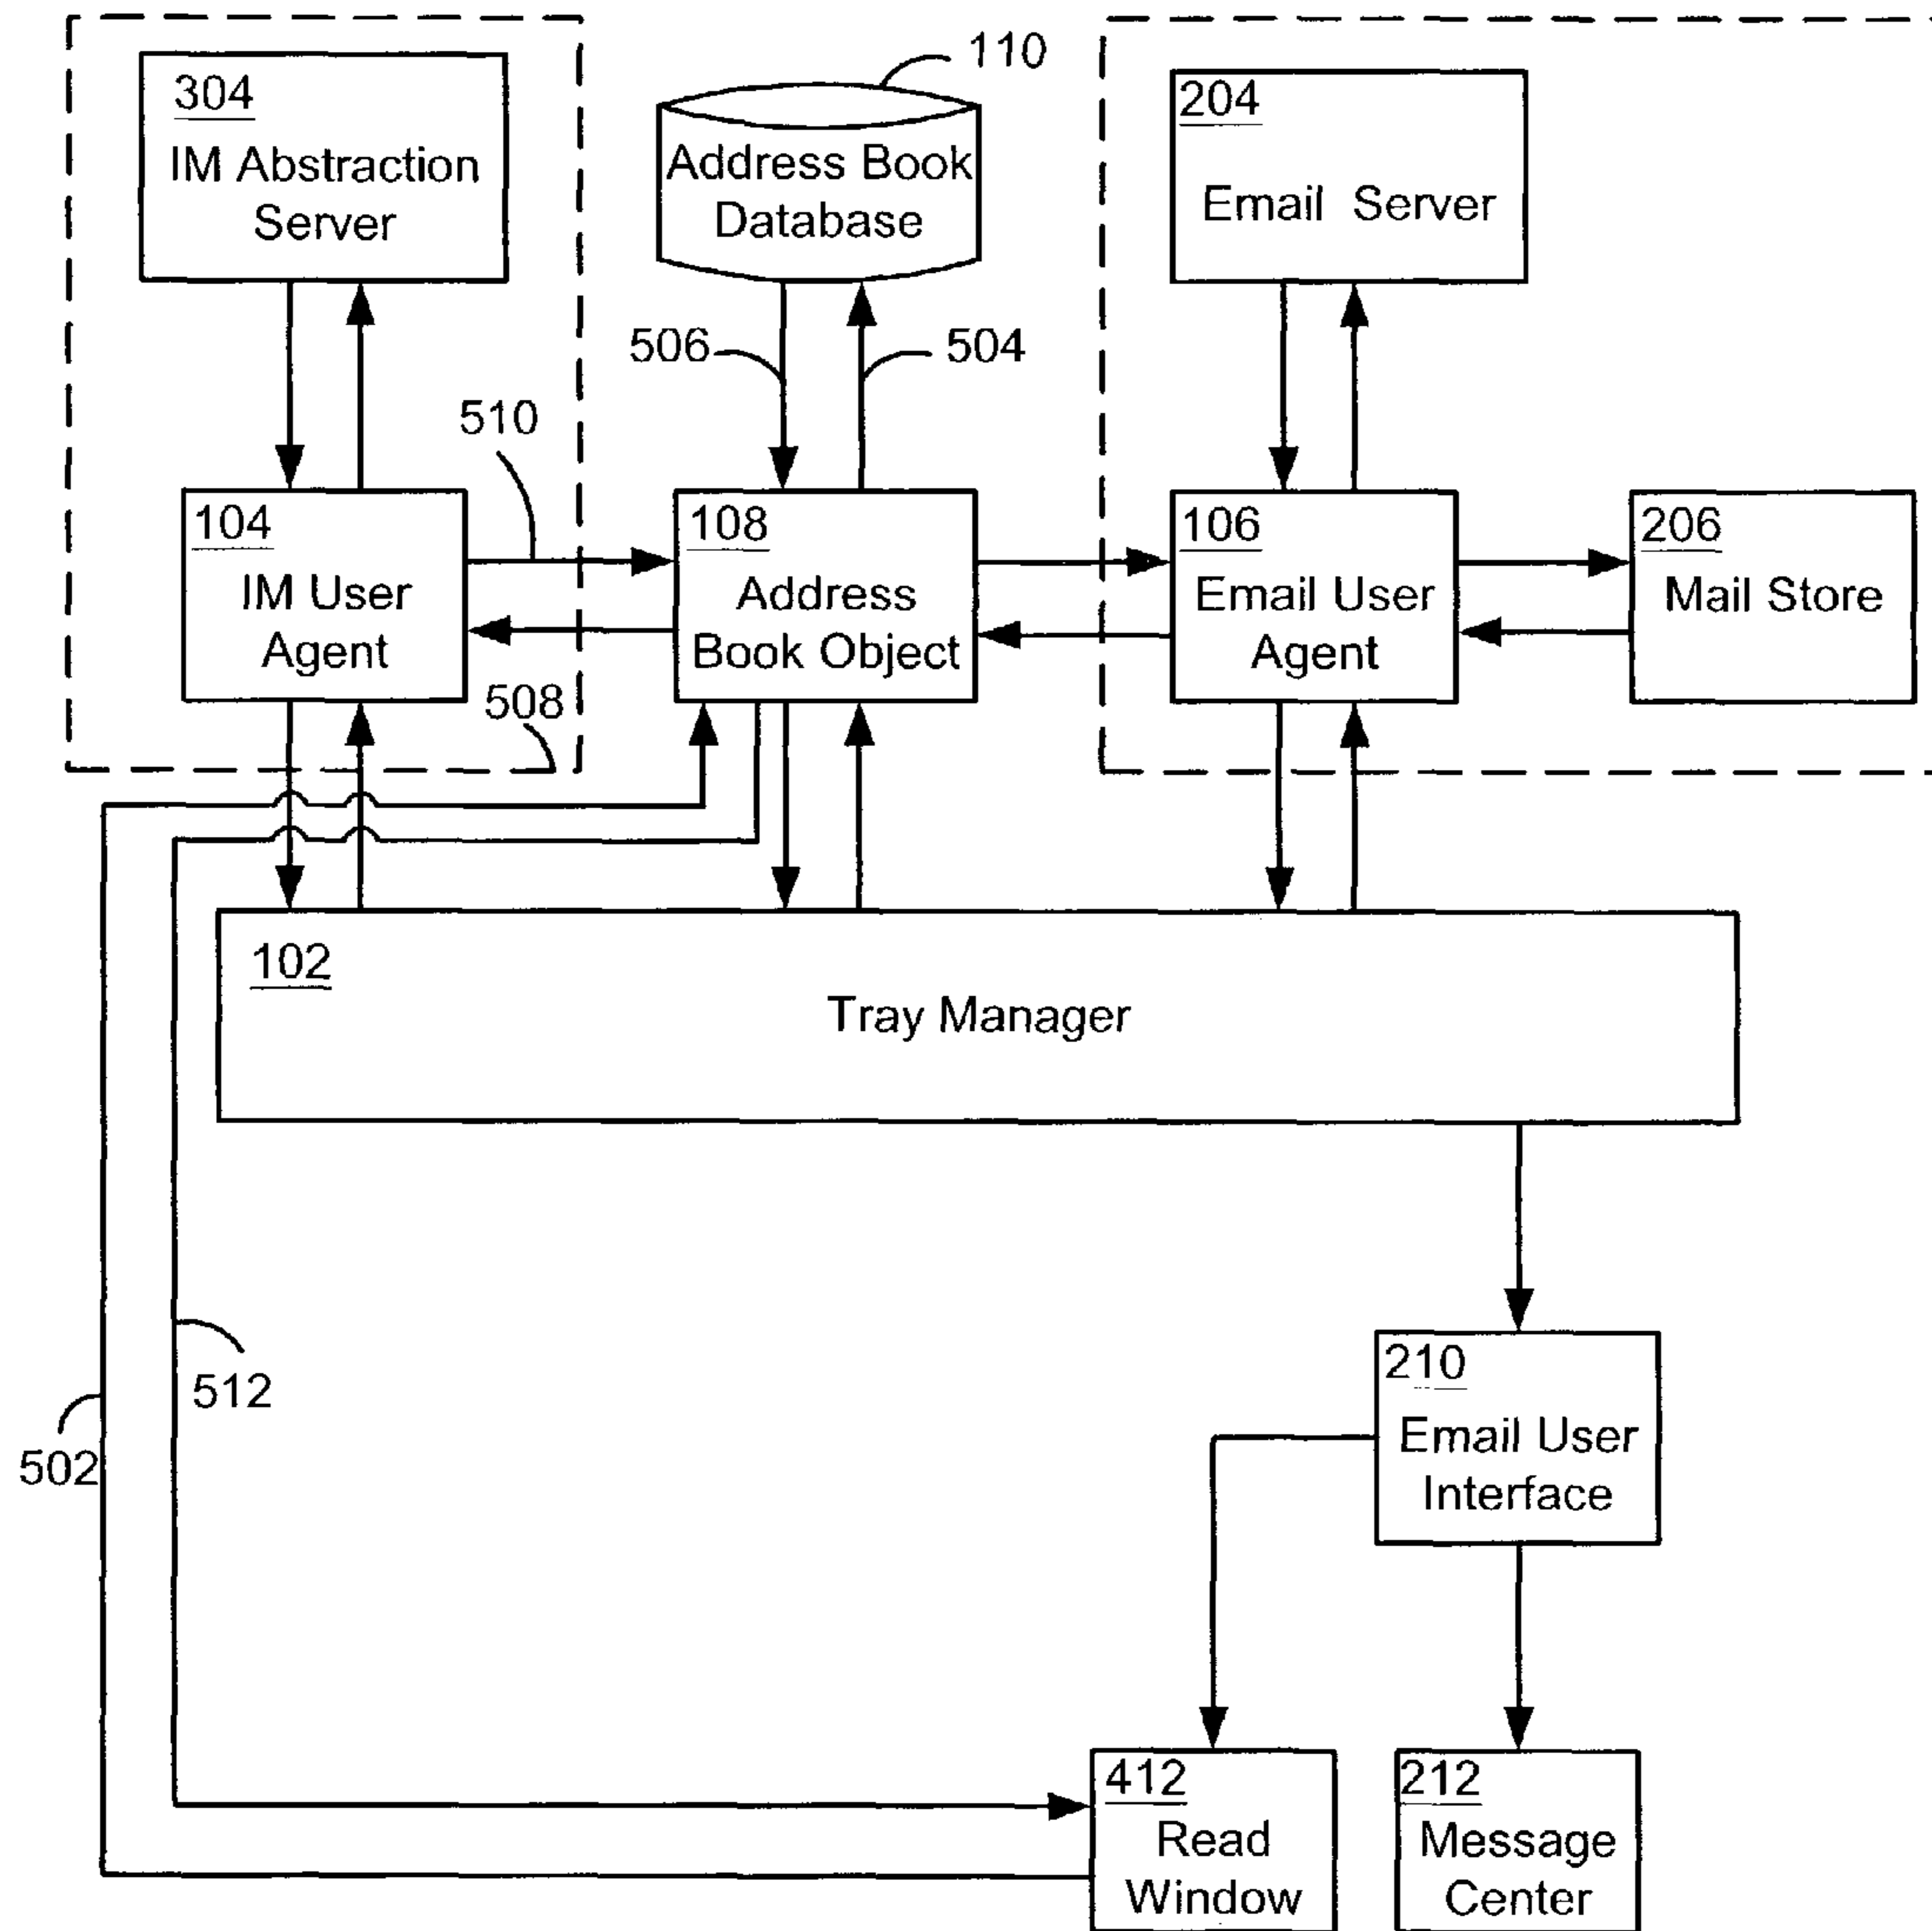 304
IM Abstraction
Server
110
Address Book
Database
204
Email Server
506
504
510
104
IM User
Agent
108
Address
Book Object
106
Email User
Agent
206
Mail Store
508
102
Tray Manager
512
502
210
Email User
Interface
412
Read
Window
212
Message
Center